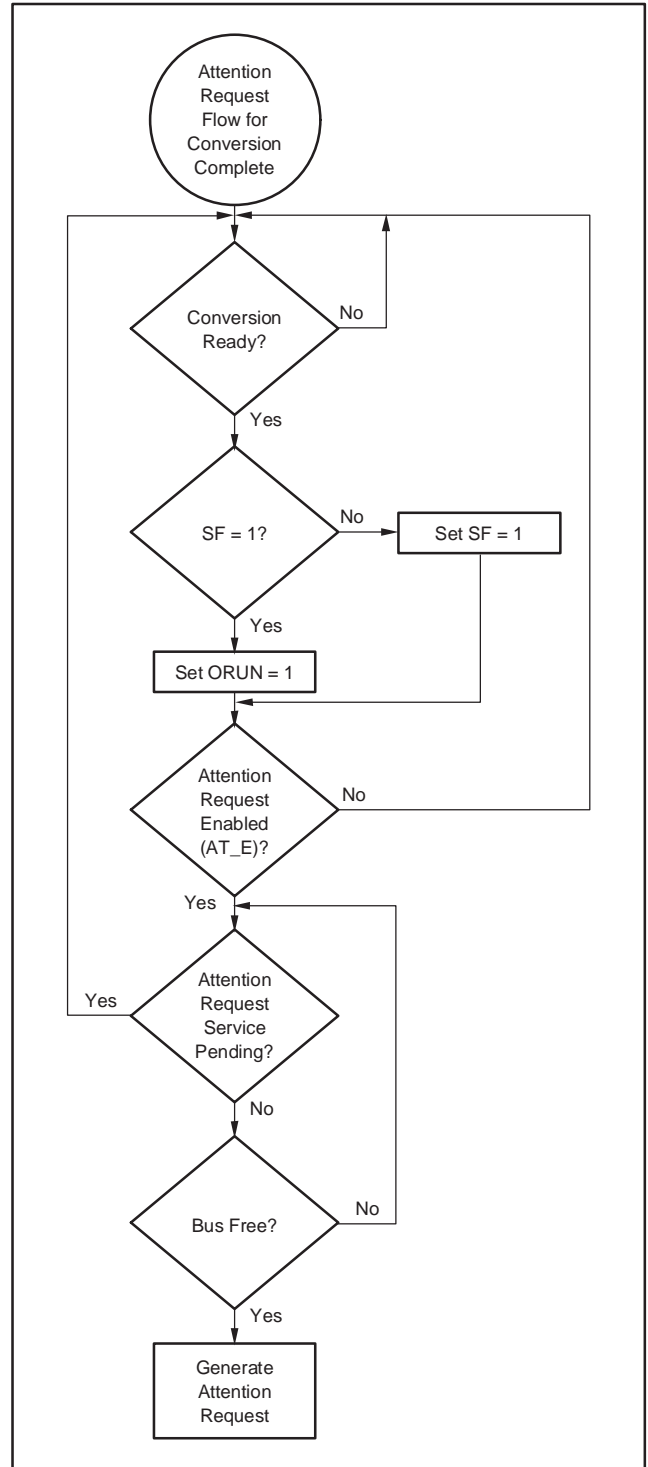 Attention
Request
Flow for
Conversion
Complete
Conversion
Ready?
No
Yes
SF = 1?
No
Set SF = 1
Yes
Set ORUN = 1
Attention
Request
Enabled
(AT_E)?
No
Yes
Attention
Request
Service
Pending?
Yes
No
Bus Free?
No
Yes
Generate
Attention
Request